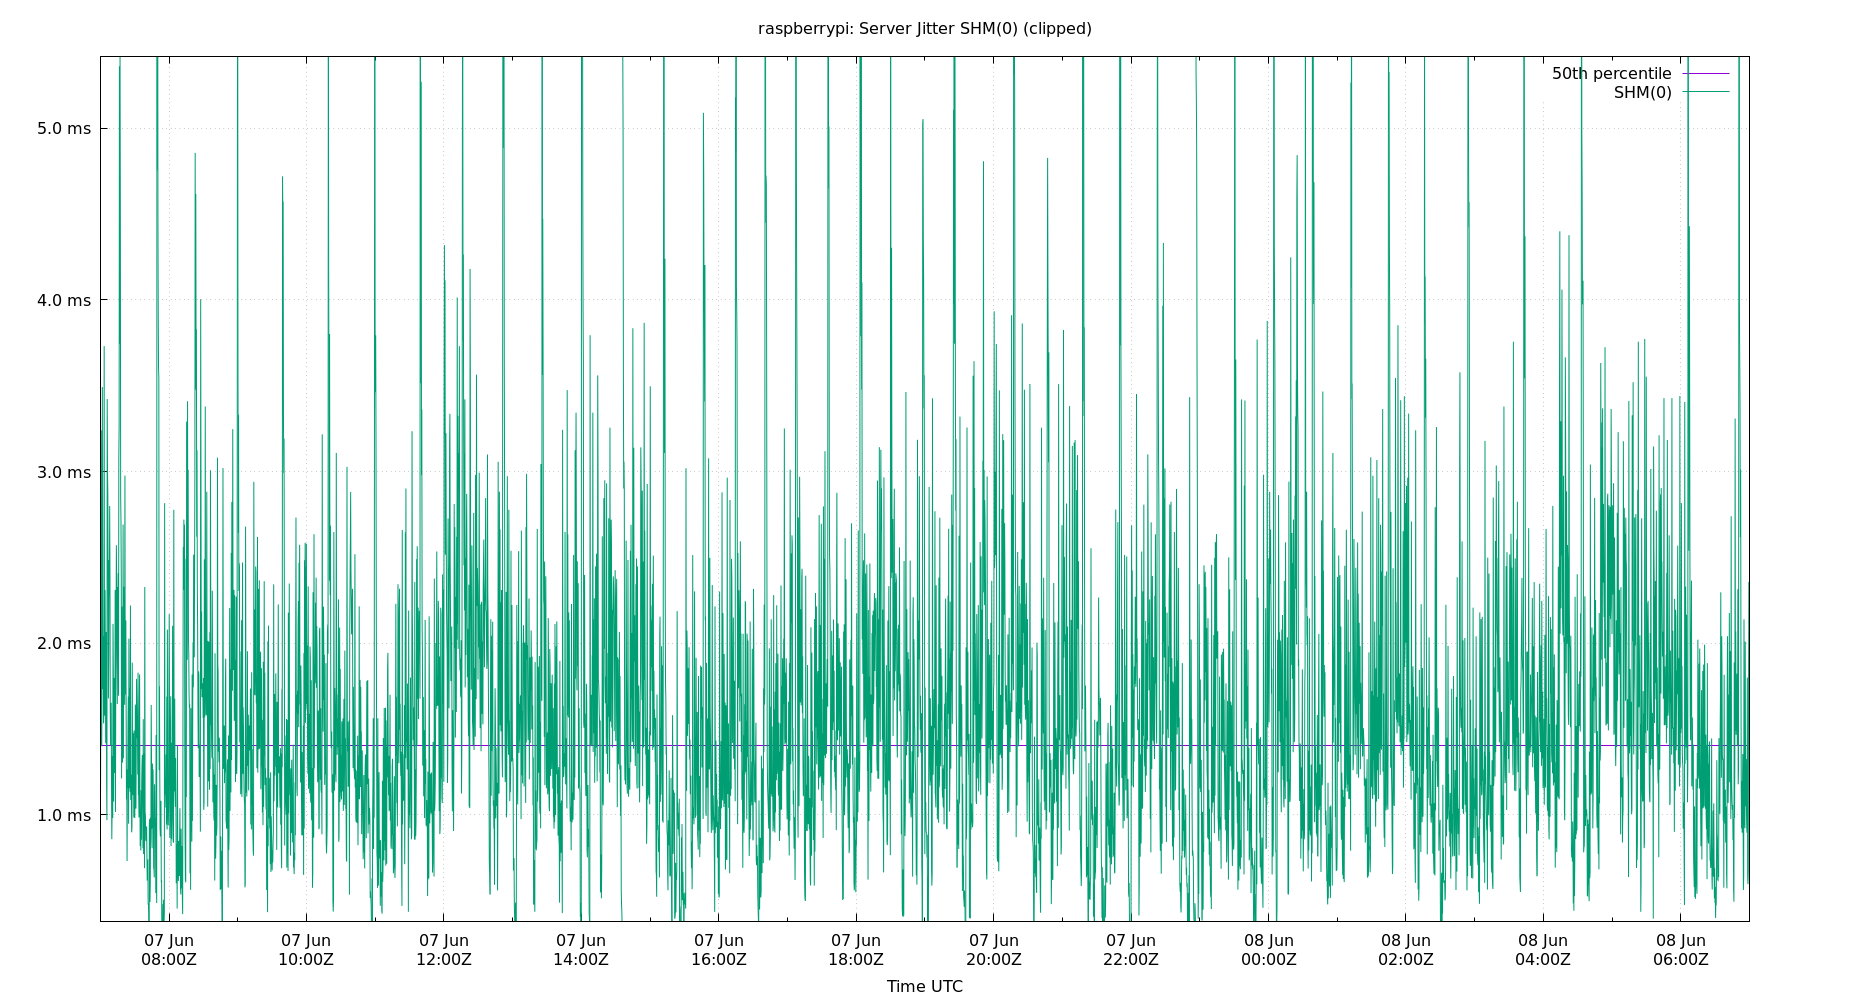 raspberrypi: Server Jitter SHM(0) (clipped)
50th percentile
SHM(0)
5.0 ms
4.0 ms
3.0 ms
2.0 ms
1.0 ms
07 Jun 07 Jun 07 Jun 07 Jun 07 Jun 07 Jun 07 Jun 07 Jun 08 Jun 08 Jun 08 Jun 08 Jun
08:00Z 10:00Z 12:00Z 14:00Z 16:00Z 18:00Z 20:00Z 22:00Z 00:00Z 02:00Z 04:00Z 06:00Z
Time UTC